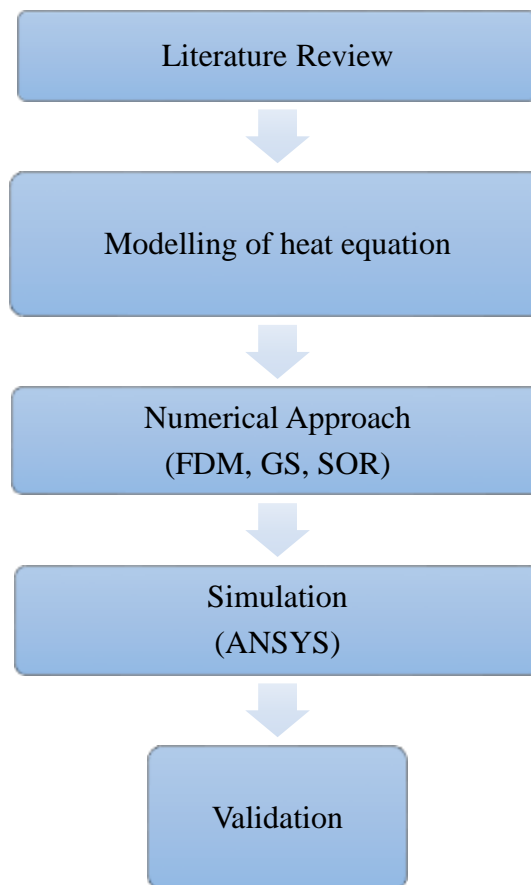 Literature Review
Modelling of heat equation
Numerical Approach
(FDM, GS, SOR)
Simulation
(ANSYS)
Validation